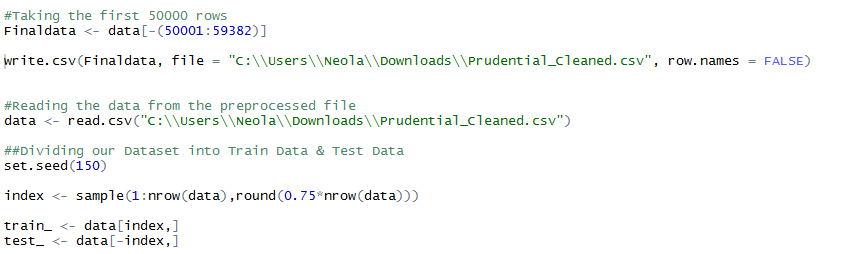 #Taking the first 50000 rows
Finaldata <- data[-(50001:59382)]
write.csv(Finaldata, file = "C:\\Users\\Neola\\Downloads\\Prudential_Cleaned.csv", row.names = FALSE)
#Reading the data from the preprocessed file
data <- read.csv("C:\\Users\\Neola\\Downloads\\Prudential_Cleaned.csv")
##Dividing our Dataset into Train Data & Test Data
set.seed(150)
index <- sample(1:nrow(data),round(0.75*nrow(data)))
train_ <- data[index,]
test_ <- data[-index,]